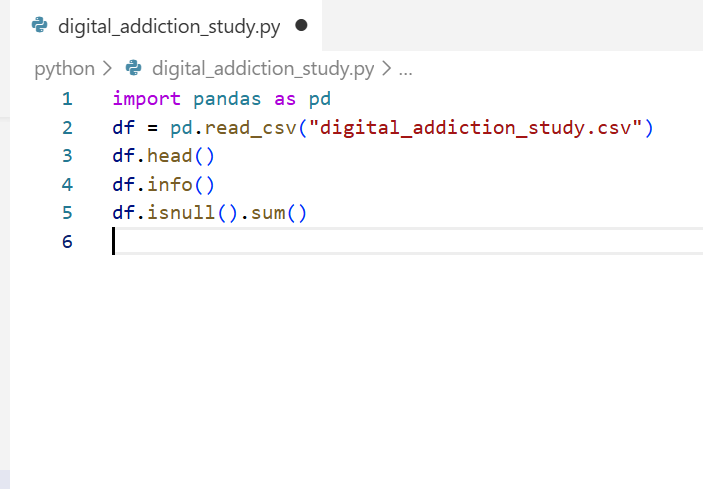 digital_addiction_study.py
python > digital_addiction_study.py > ...
1 import pandas as pd
2 df = pd.read_csv("digital_addiction_study.csv")
3 df.head()
4 df.info()
5 df.isnull().sum()
6